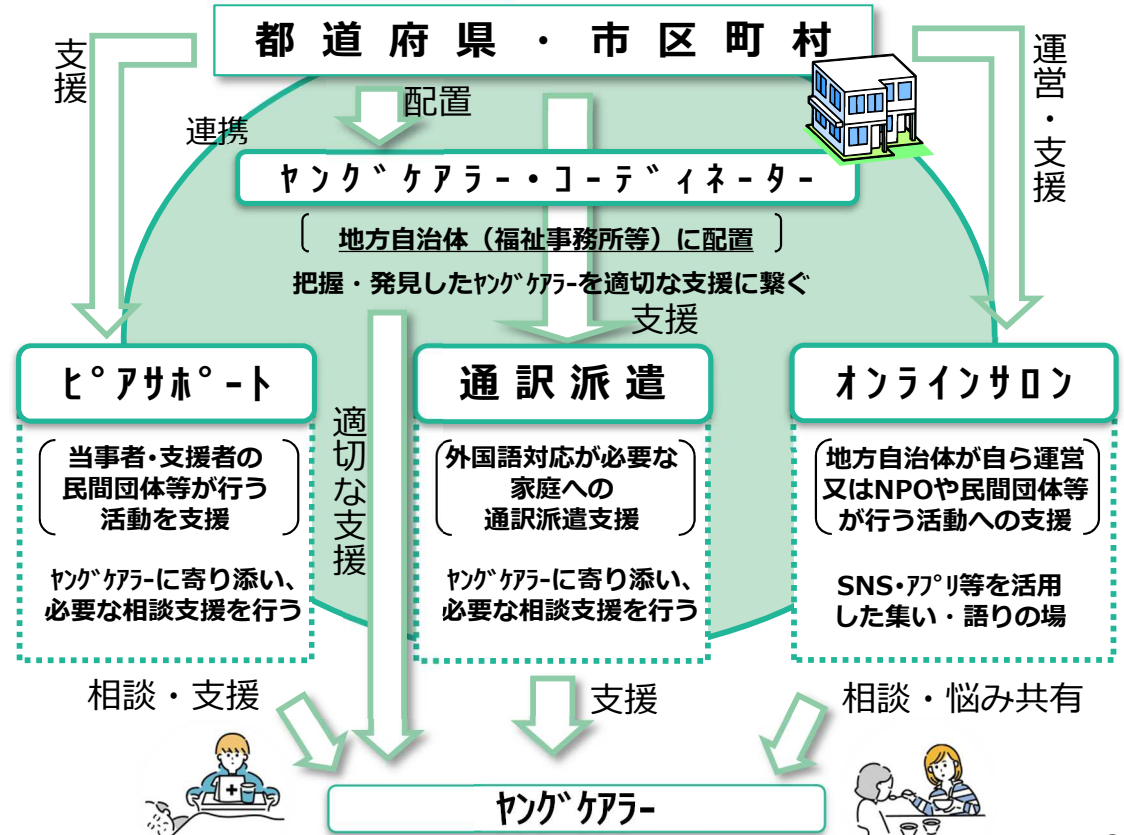 都道府県・市区町村
支援
配置
連携
運営・支援
ﾔﾝｸﾞｹｱﾗｰ・ｺｰﾃﾞｨﾈｰﾀｰ
地方自治体（福祉事務所等）に配置
把握・発見したﾔﾝｸﾞｹｱﾗｰを適切な支援に繋ぐ
支援
ﾋﾟｱｻﾎﾟｰﾄ
当事者・支援者の
民間団体等が行う
活動を支援
ﾔﾝｸﾞｹｱﾗｰに寄り添い、
必要な相談支援を行う
適切な支援
通訳派遣
外国語対応が必要な
家庭への
通訳派遣支援
ﾔﾝｸﾞｹｱﾗｰに寄り添い、
必要な相談支援を行う
ｵﾝﾗｲﾝｻﾛﾝ
地方自治体が自ら運営
又はNPOや民間団体等
が行う活動への支援
SNS・ｱﾌﾟﾘ等を活用
した集い・語りの場
相談・支援
支援
相談・悩み共有
ﾔﾝｸﾞｹｱﾗｰ